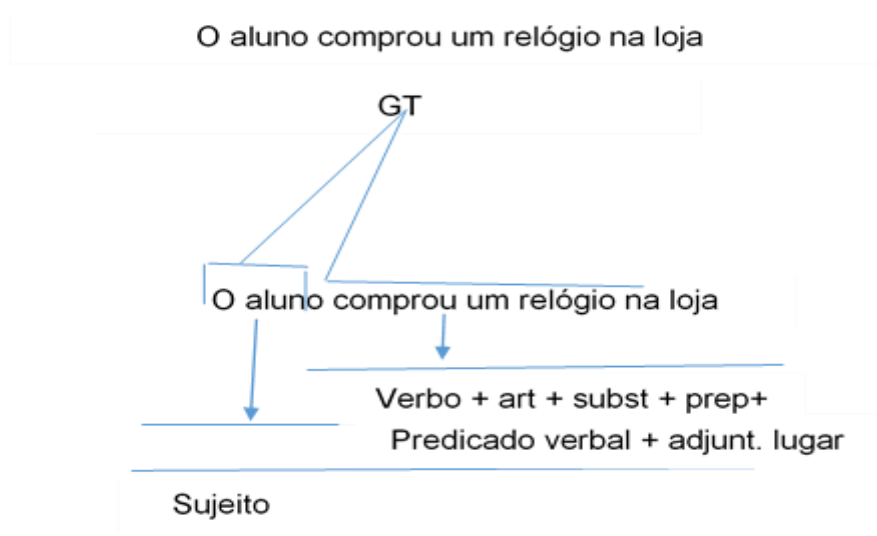 O aluno comprou um relógio na loja
GT
O aluno comprou um relógio na loja
Verbo + art + subst + prep+
Predicado verbal + adjunt. lugar
Sujeito